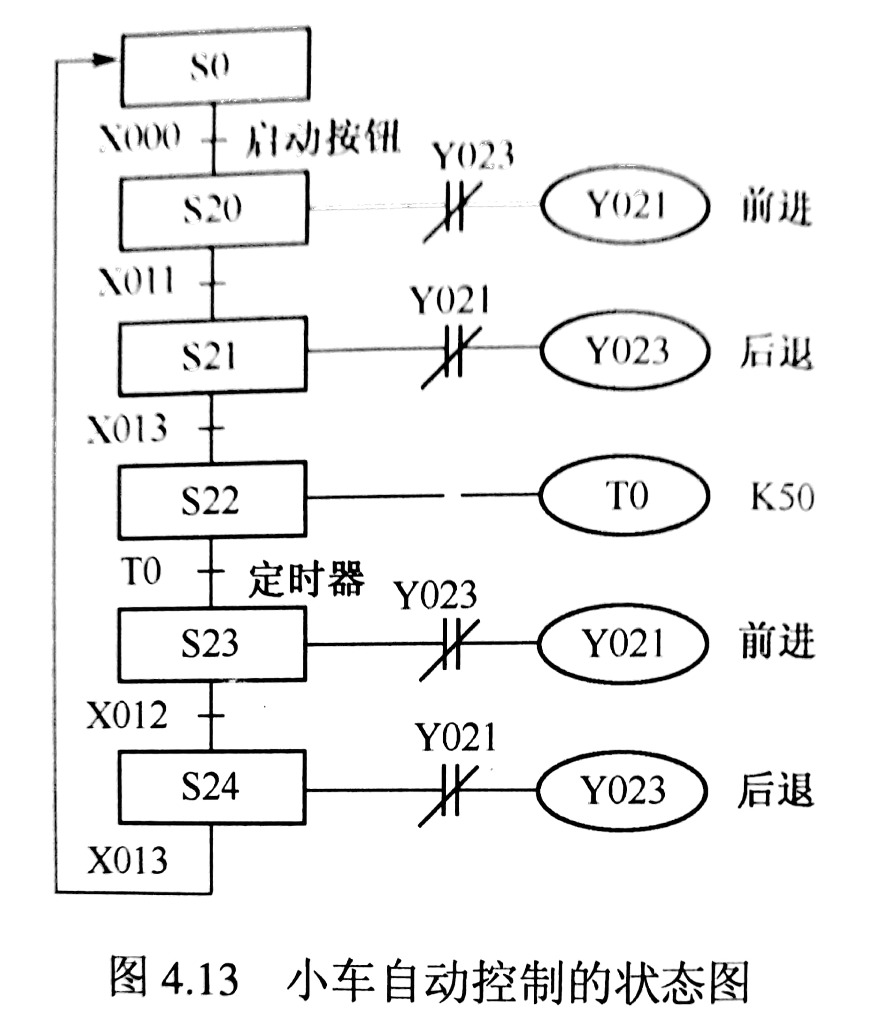 S0
X000 启动按钮
Y023
S20 Y021 前进
X011
Y021
S21 Y023 后退
X013
S22 T0 K50
T0 定时器
Y023
S23 Y021 前进
X012
Y021
S24 Y023 后退
X013
图 4.13 小车自动控制的状态图